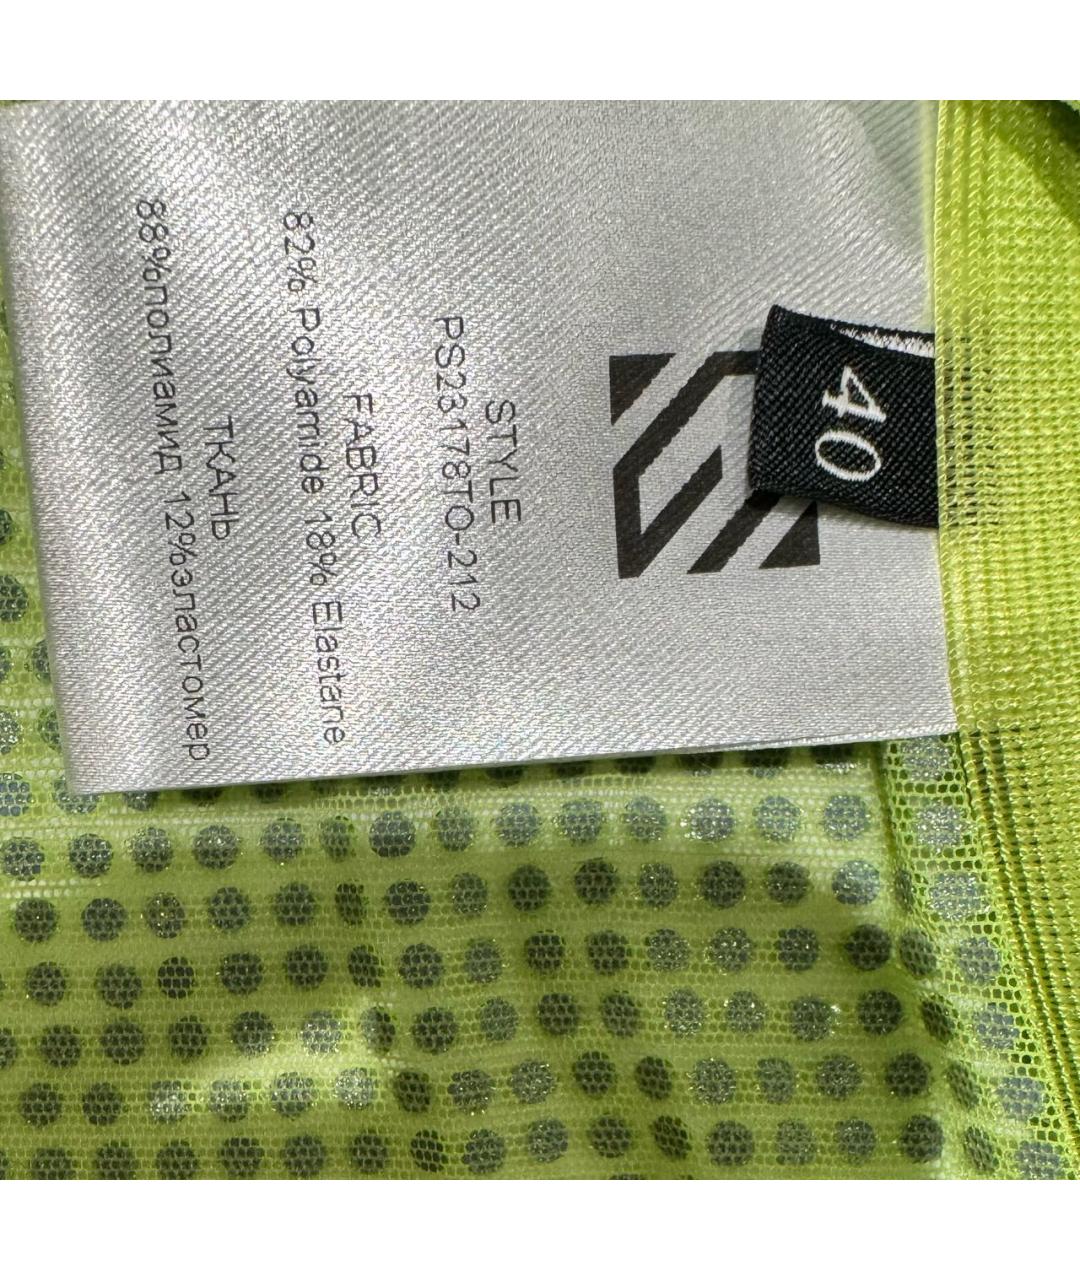 40
STYLE
PS23178TO-212
FABRIC
82% Polyamide 18% Elastane
ТКАНЬ
88%полиамид 12%эластомер